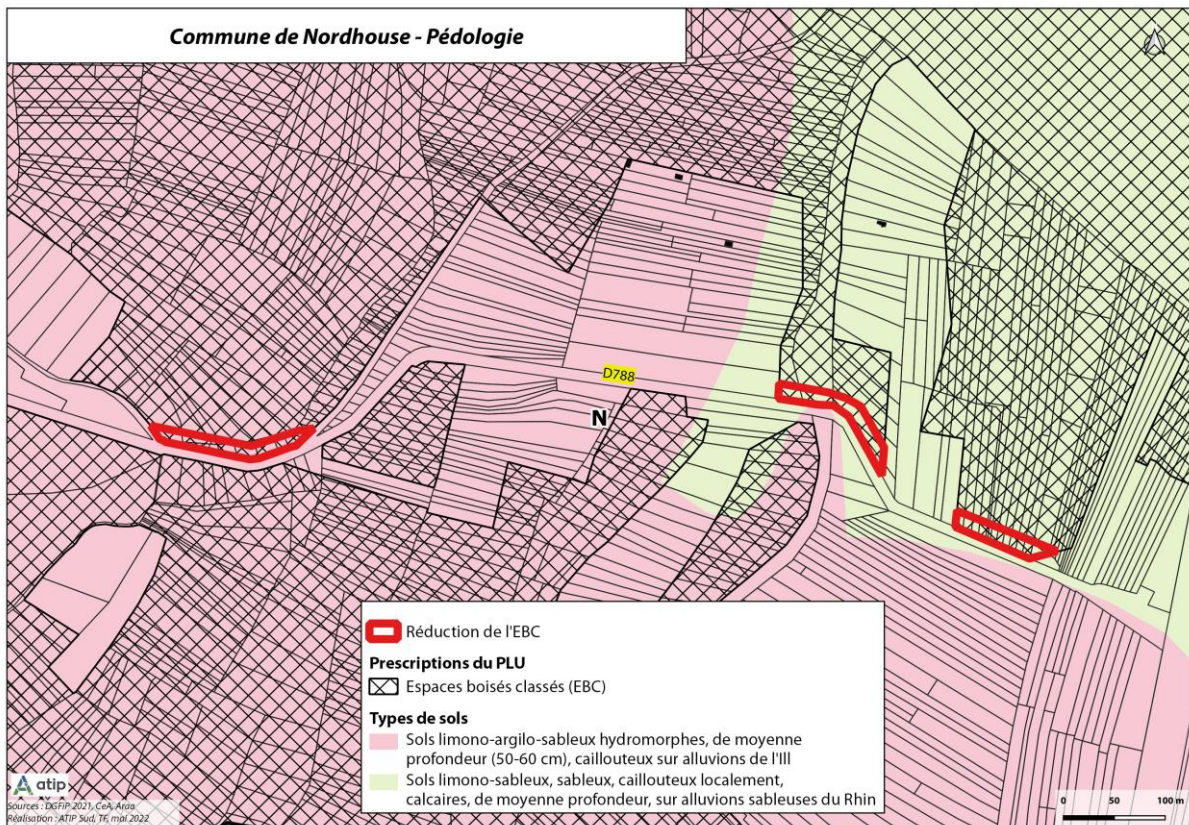 Commune de Nordhouse - Pédologie
D788
N
Réduction de l'EBC
Prescriptions du PLU
Espaces boisés classés (EBC)
Types de sols
Sols limono-argilo-sableux hydromorphes, de moyenne
profondeur (50-60 cm), caillouteux sur alluvions de l'Ill
Sols limono-sableux, sableux, caillouteux localement,
calcaires, de moyenne profondeur, sur alluvions sableuses du Rhin
atip
Sources : DGFIP 2021, CeA, Araa
Réalisation : ATIP Sud, TF, mai 2022
0 50 100 m